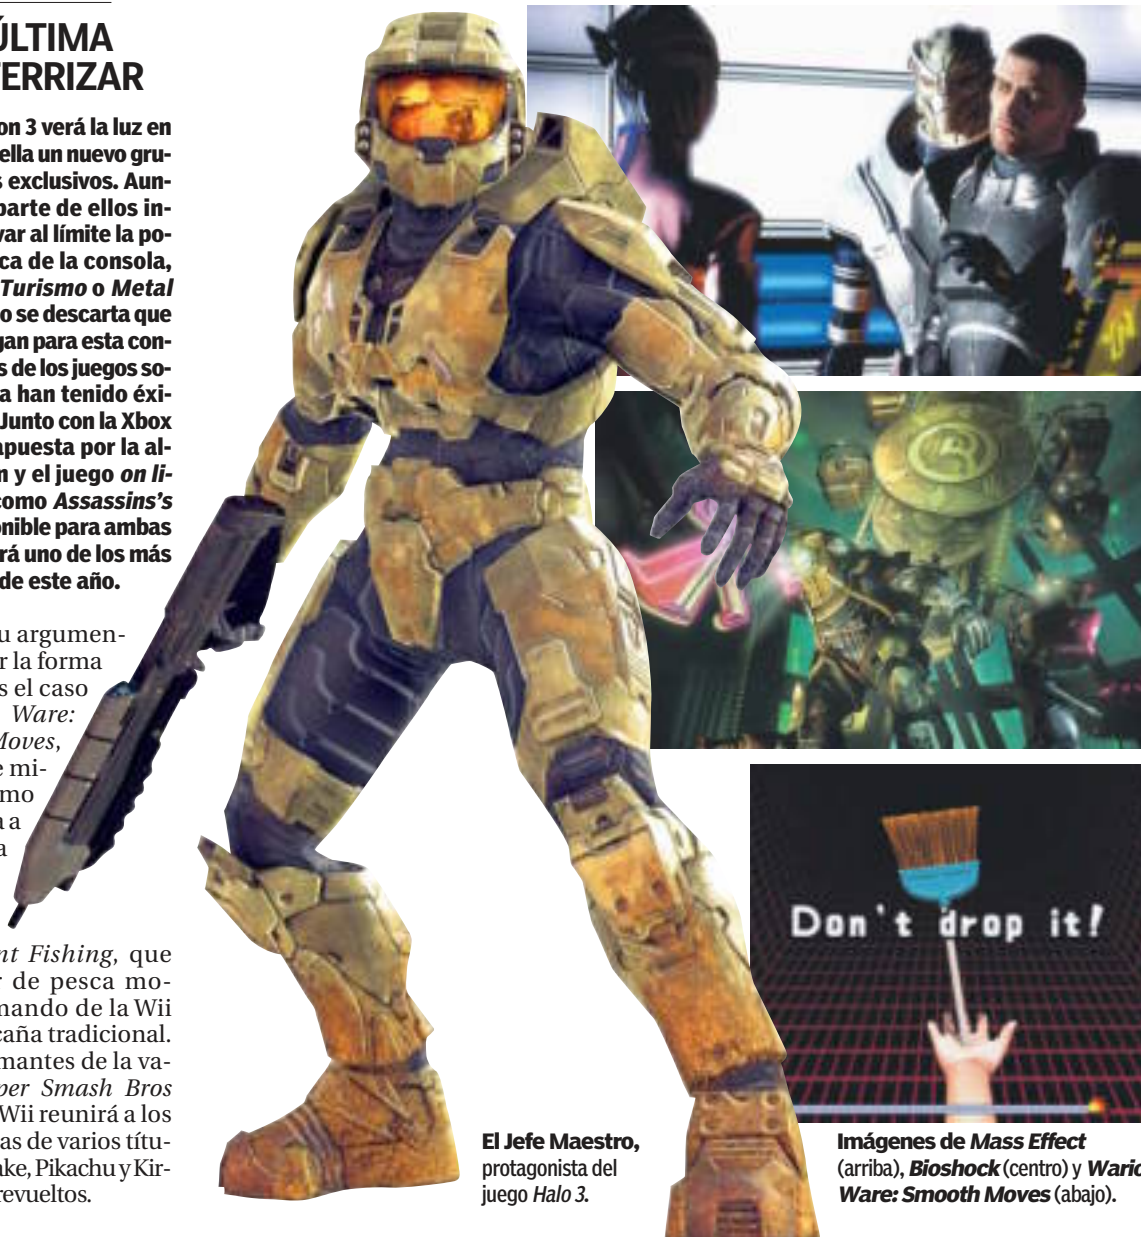 ÚLTIMA
TERRIZAR
on 3 verá la luz en
ella un nuevo gru-
s exclusivos. Aun-
parte de ellos in-
var al límite la po-
ca de la consola,
Turismo o Metal
o se descarta que
gan para esta con-
s de los juegos so-
a han tenido éxi-
Junto con la Xbox
apuesta por la al-
n y el juego on li-
como Assassins's
onible para ambas
rá uno de los más
de este año.
u argumen-
r la forma
s el caso
Ware:
Moves,
e mi-
mo
a a
a
nt Fishing, que
r de pesca mo-
mando de la Wii
caña tradicional.
mantes de la va-
per Smash Bros
Wii reunirá a los
as de varios títu-
ake, Pikachu y Kir-
revueltos.
Don't drop it!
El Jefe Maestro,
protagonista del
juego Halo 3.
Imágenes de Mass Effect
(arriba), Bioshock (centro) y Wario
Ware: Smooth Moves (abajo).